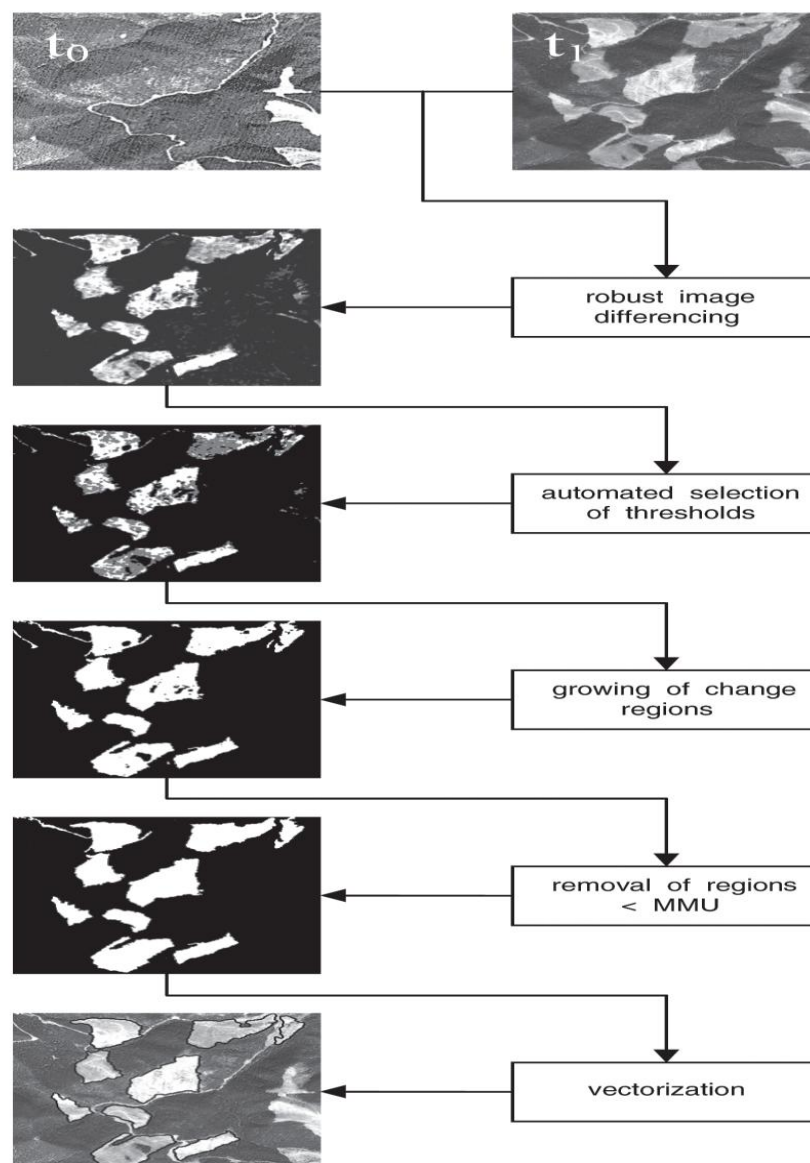 t0
t1
robust image
differencing
automated selection
of thresholds
growing of change
regions
removal of regions
< MMU
vectorization